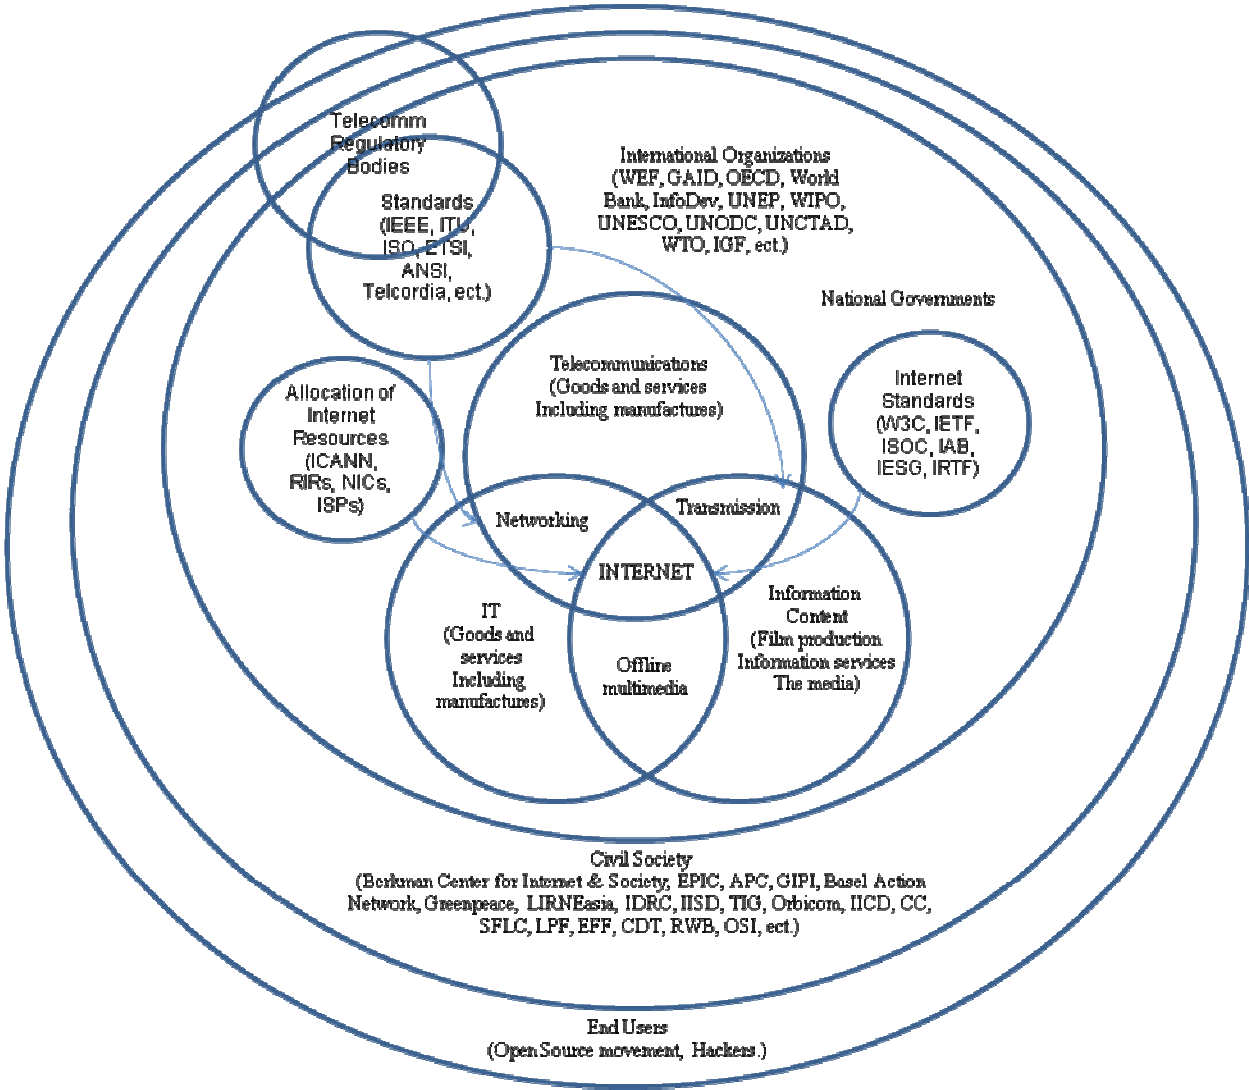 Telecomm
Regulatory
Bodies
Standards
(IEEE, ITU,
ISO, ETSI,
ANSI,
Telcordia, ect.)
International Organizations
(WEF, GAID, OECD, World
Bank, InfoDev, UNEP, WIPO,
UNESCO, UNODC, UNCTAD,
WTO, IGF, ect.)
National Governments
Telecommunications
(Goods and services
Including manufactures)
Allocation of
Internet
Resources
(ICANN,
RIRs, NICs,
ISPs)
Internet
Standards
(W3C, IETF,
ISOC, IAB,
IESG, IRTF)
Networking
Transmission
INTERNET
IT
(Goods and
services
Including
manufactures)
Information
Content
(Film production
Information services
The media)
Offline
multimedia
Civil Society
(Berkman Center for Internet & Society, EPIC, APC, GIPI, Basel Action
Network, Greenpeace, LIRNEasia, IDRC, IISD, TIG, Orbicom, IICD, CC,
SFLC, LPF, EFF, CDT, RWB, OSI, ect.)
End Users
(Open Source movement, Hackers.)